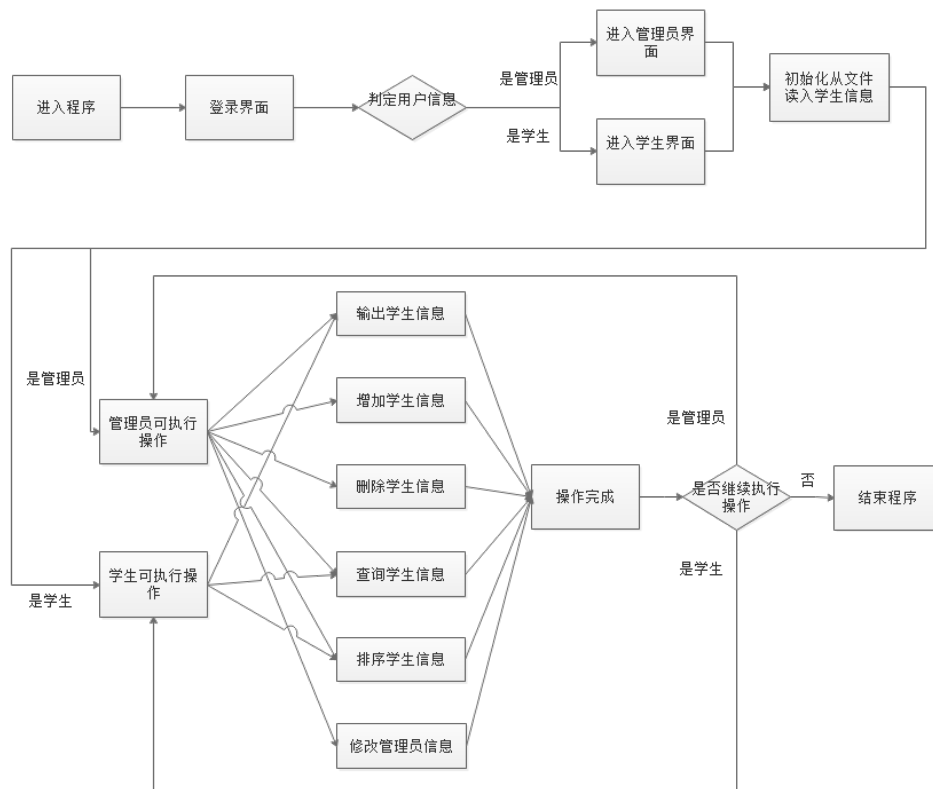 进入程序
登录界面
判定用户信息
是管理员
是学生
进入管理员界
面
进入学生界面
初始化从文件
读入学生信息
是管理员
管理员可执行
操作
学生可执行操
作
是学生
输出学生信息
增加学生信息
删除学生信息
查询学生信息
排序学生信息
修改管理员信息
操作完成
是管理员
是否继续执行
操作
否
是学生
结束程序